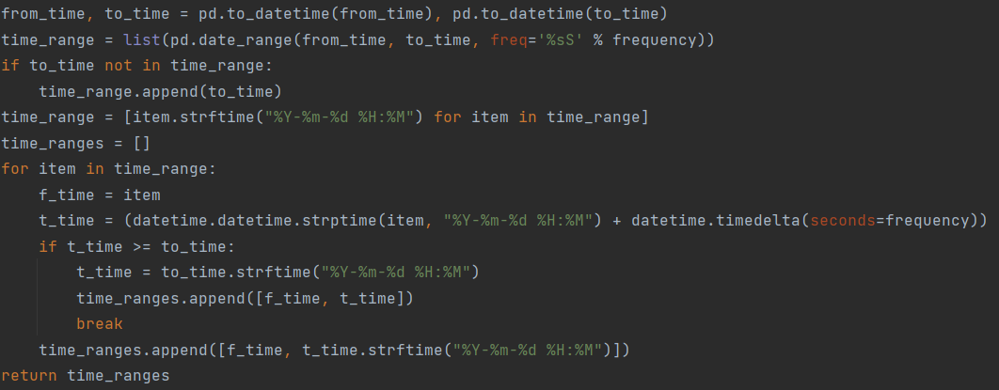 from_time, to_time = pd.to_datetime(from_time), pd.to_datetime(to_time)
time_range = list(pd.date_range(from_time, to_time, freq='%sS' % frequency))
if to_time not in time_range:
    time_range.append(to_time)
time_range = [item.strftime("%Y-%m-%d %H:%M") for item in time_range]
time_ranges = []
for item in time_range:
    f_time = item
    t_time = (datetime.datetime.strptime(item, "%Y-%m-%d %H:%M") + datetime.timedelta(seconds=frequency))
    if t_time >= to_time:
        t_time = to_time.strftime("%Y-%m-%d %H:%M")
        time_ranges.append([f_time, t_time])
        break
    time_ranges.append([f_time, t_time.strftime("%Y-%m-%d %H:%M")])
return time_ranges